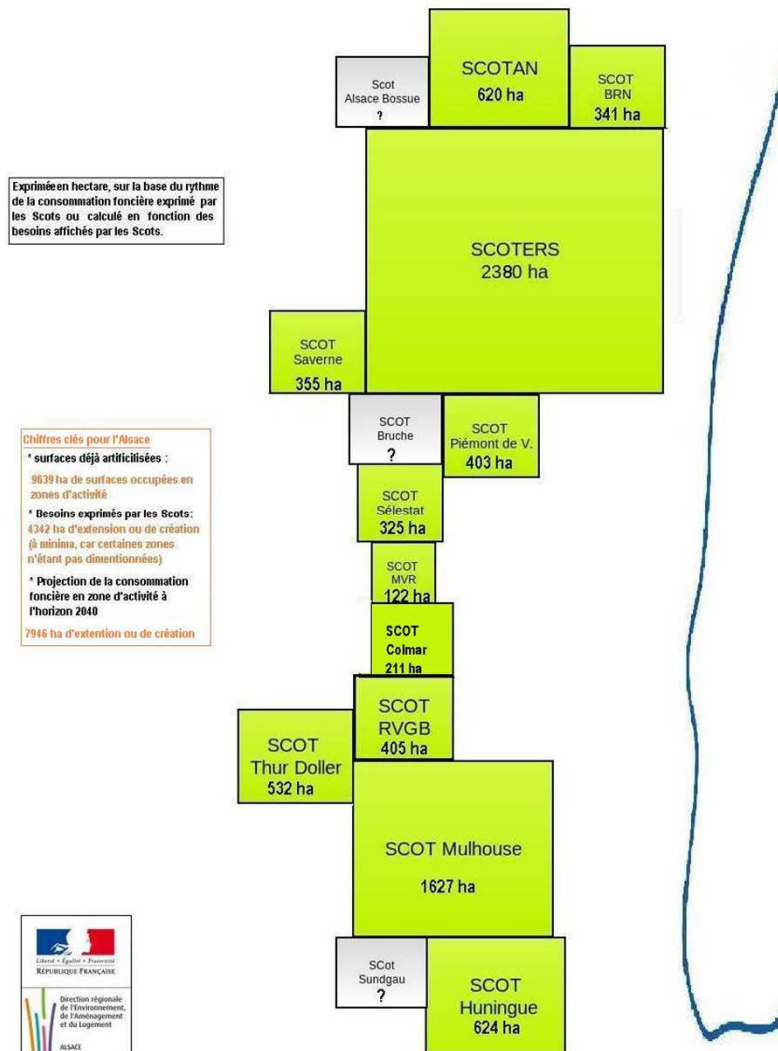 Scot
Alsace Bossue
?
SCOTAN
620 ha
SCOT
BRN
341 ha
Expriméeen hectare, sur la base du rythme
de la consommation foncière exprimé par
les Scots ou calculé en fonction des
besoins affichés par les Scots.
SCOTERS
2380 ha
SCOT
Saverne
355 ha
SCOT
Bruche
?
SCOT
Piémont de V.
403 ha
Chiffres clés pour l'Alsace
* surfaces déjà artificilisées :
9639 ha de surfaces occupées en
zones d'activité
* Besoins exprimés par les Scots:
4342 ha d'extension ou de création
(à minima, car certaines zones
n'étant pas dimentionnées)
* Projection de la consommation
foncière en zone d'activité à
l'horizon 2040
7946 ha d'extention ou de création
SCOT
Sélestat
325 ha
SCOT
MVR
122 ha
SCOT
Colmar
211 ha
SCOT
RVGB
405 ha
SCOT
Thur Doller
532 ha
SCOT Mulhouse
1627 ha
SCot
Sundgau
?
SCOT
Huningue
624 ha
Liberté • Égalité • Fraternité
RÉPUBLIQUE FRANÇAISE
Direction régionale
de l'Environnement,
de l'Aménagement
et du Logement
ALSACE